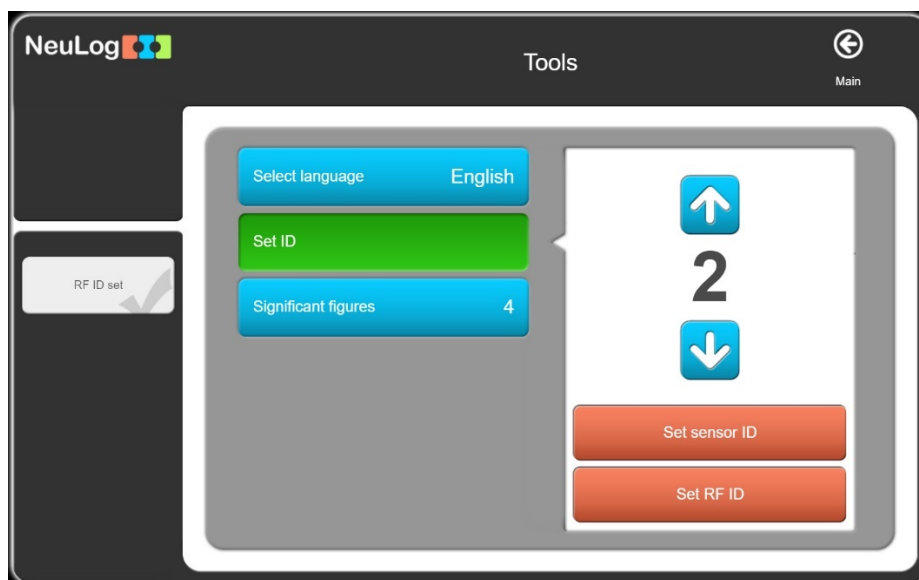 NeuLog
Tools
Main
Select language English
Set ID
Significant figures 4
RF ID set
2
Set sensor ID
Set RF ID